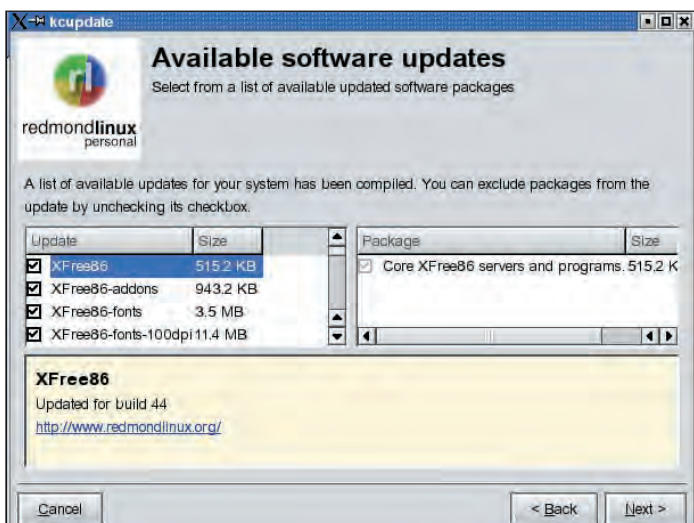 kcupdate
Available software updates
Select from a list of available updated software packages
rl
redmondlinux
personal
A list of available updates for your system has been compiled. You can exclude packages from the
update by unchecking its checkbox.
Update Size
XFree86 515.2 KB
XFree86-addons 943.2 KB
XFree86-fonts 3.5 MB
XFree86-fonts-100dpi 11.4 MB
Package Size
Core XFree86 servers and programs. 515.2 K
XFree86
Updated for build 44
http://www.redmondlinux.org/
Cancel
< Back
Next >